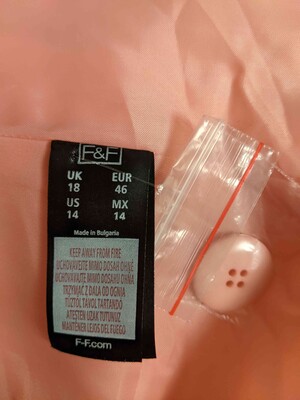 F&F
UK EUR
18 46
US MX
14 14
Made in Bulgaria
KEEP AWAY FROM FIRE
UCHOVÁVEJTE MIMO DOSAH OHNĚ
UCHOVÁVAJTE MIMO DOSAHU OHŇA
TRZYMAĆ Z DALA OD OGNIA
TŰZTŐL TÁVOL TARTANDÓ
ATEŞTEN UZAK TUTUNUZ
MANTENER LEJOS DEL FUEGO
F-F.com